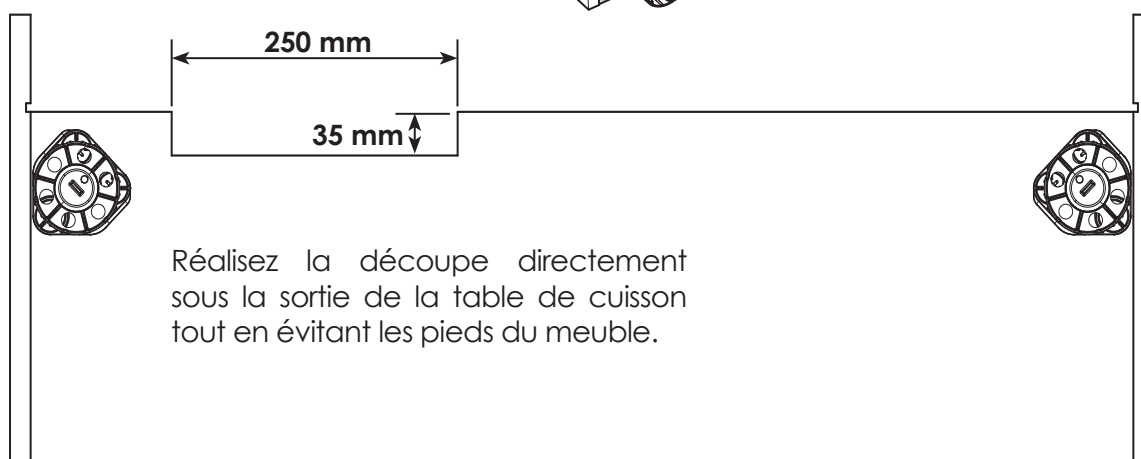 250 mm
35 mm
Réalisez la découpe directement
sous la sortie de la table de cuisson
tout en évitant les pieds du meuble.